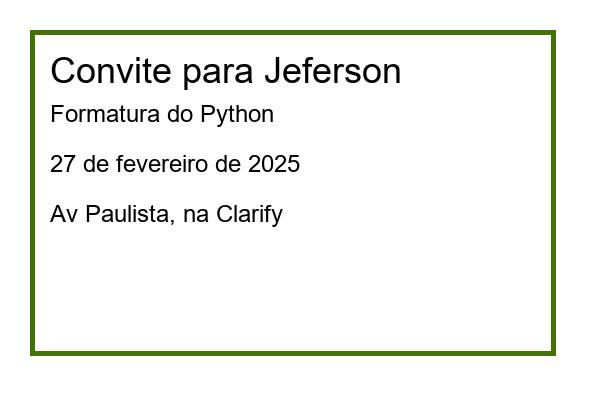 Convite para Jeferson
Formatura do Python
27 de fevereiro de 2025
Av Paulista, na Clarify